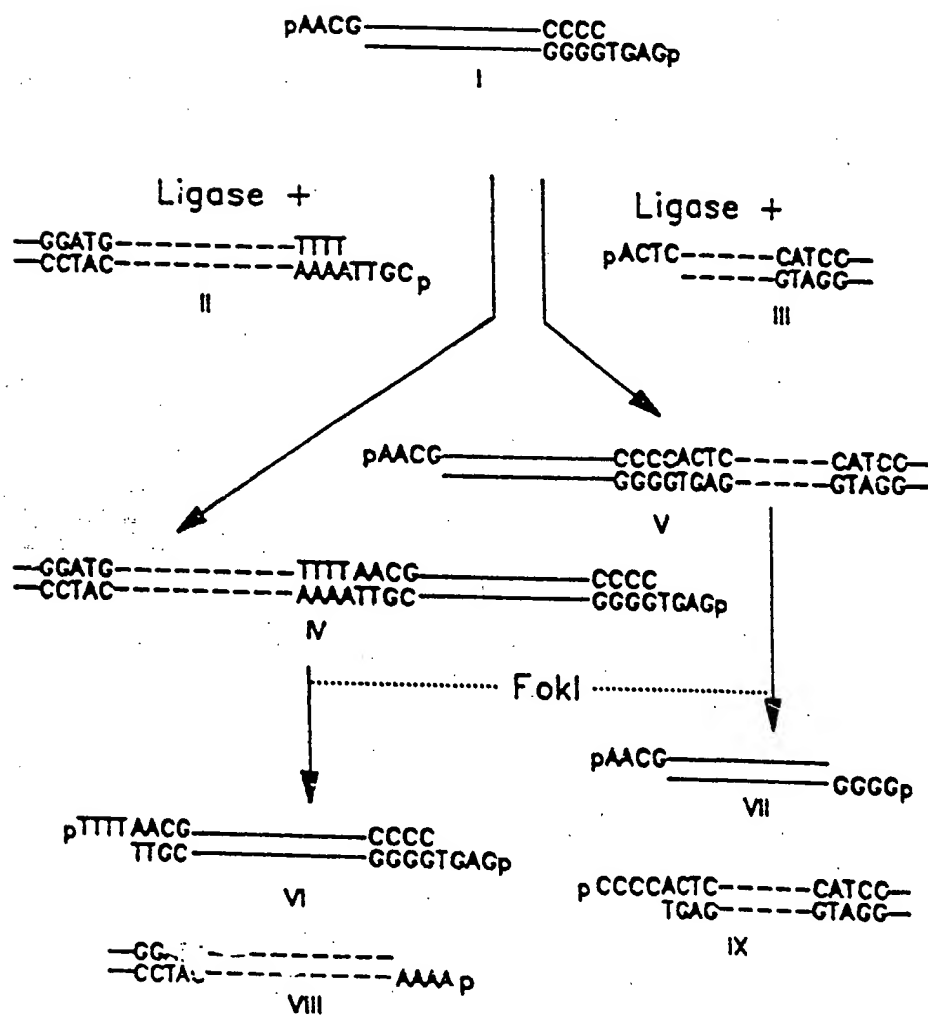 pAACG CCCC
GGGGTGAGp
I
Ligase +
GGATG TTTT
CCTAC AAAATTGCp
II
Ligase +
pACTC CATCC
GTAGG
III
pAACG CCCCACTC CATCC
GGGGTGAG GTAGG
V
GGATG TTTTAACG CCCC
CCTAC AAAATTGC GGGGTGAGp
IV
FokI
pAACG
GGGGp
VII
pTTTTAACG CCCC
TTGC GGGGTGAGp
VI
pCCCCACTC CATCC
TGAG GTAGG
IX
GG
CCTA AAAAp
VIII